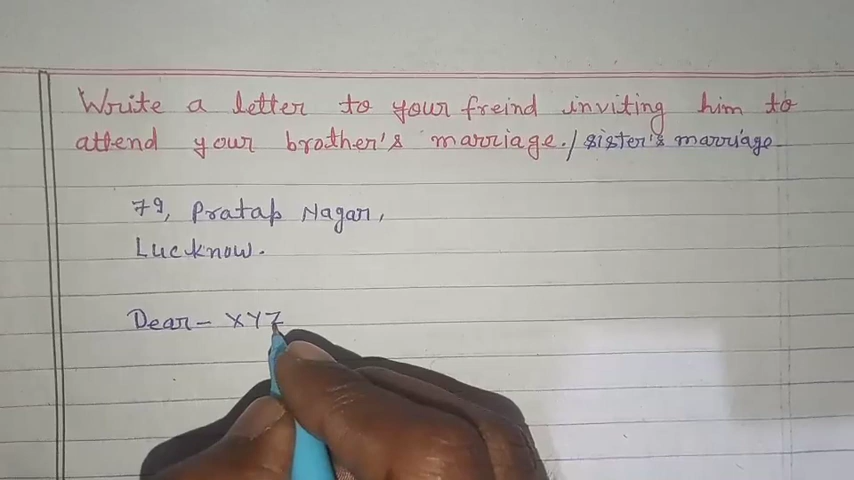 Write a letter to your freind inviting him to
attend your brother's marriage./sister's marriage
79, Pratap Nagar,
Lucknow.
Dear- XYZ